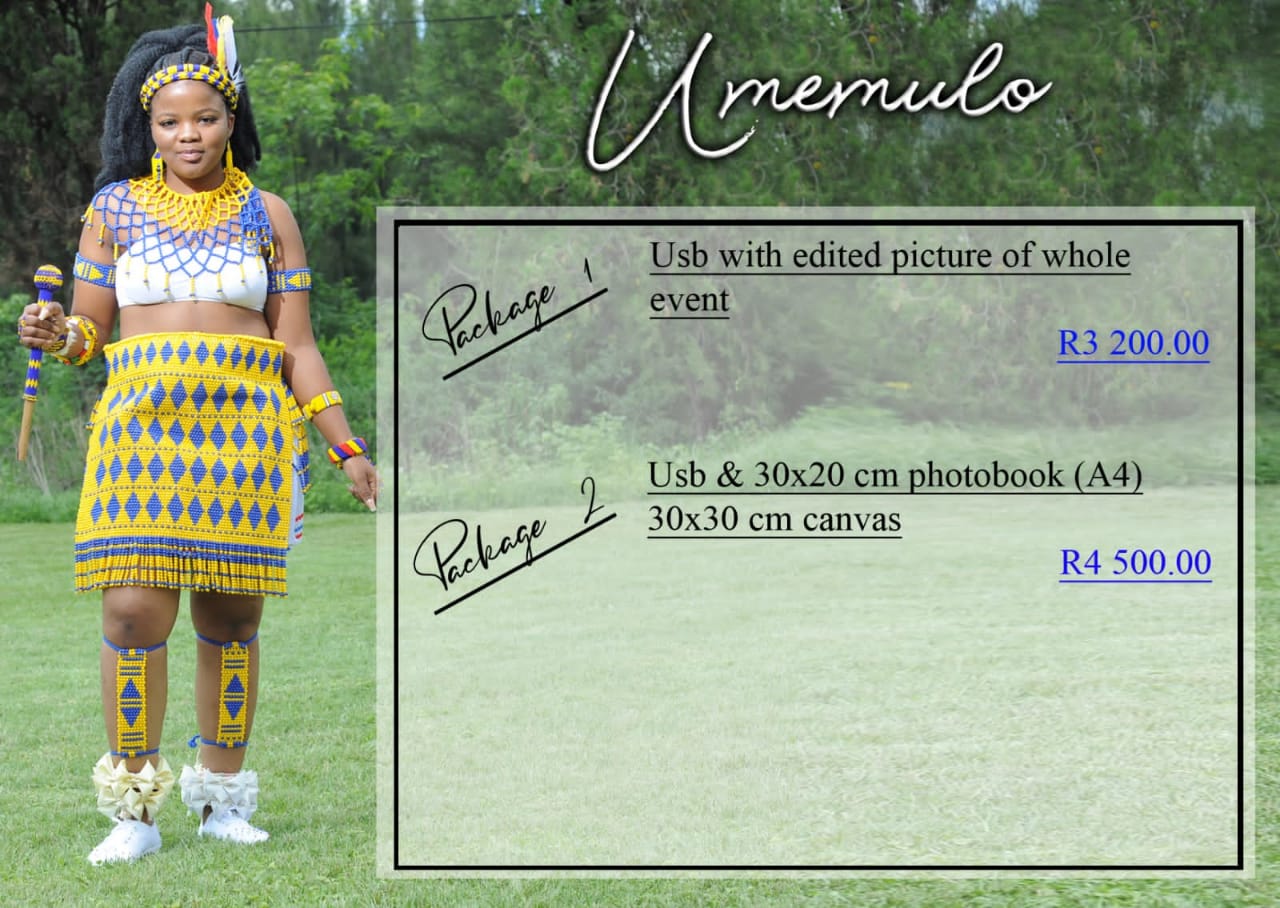 Umemulo
Package 1
Usb with edited picture of whole
event
R3 200.00
Package 2
Usb & 30x20 cm photobook (A4)
30x30 cm canvas
R4 500.00